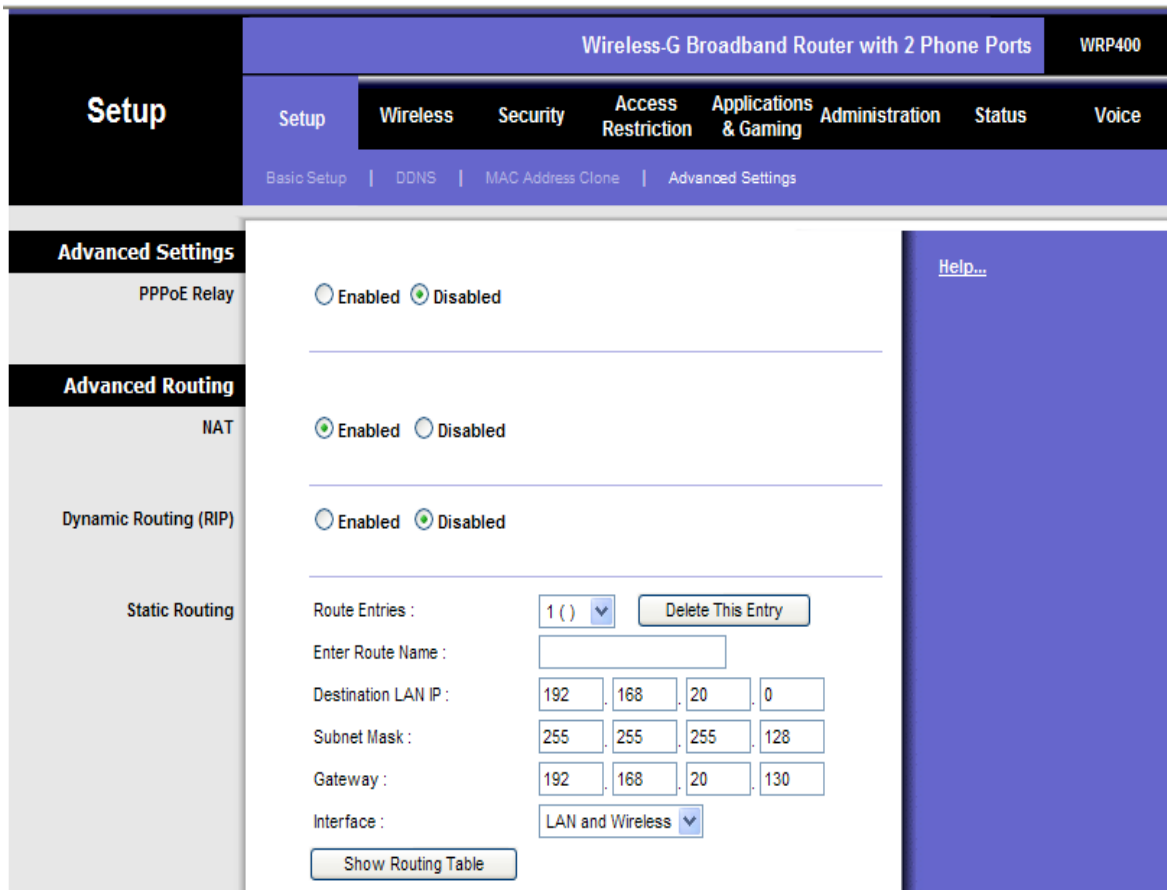 Wireless-G Broadband Router with 2 Phone Ports WRP400
Setup
Setup Wireless Security Access Restriction Applications & Gaming Administration Status Voice
Basic Setup | DDNS | MAC Address Clone | Advanced Settings
Advanced Settings
Help...
PPPoE Relay Enabled Disabled
Advanced Routing
NAT Enabled Disabled
Dynamic Routing (RIP) Enabled Disabled
Static Routing Route Entries : 1 ( ) Delete This Entry
Enter Route Name :
Destination LAN IP : 192 . 168 . 20 . 0
Subnet Mask : 255 . 255 . 255 . 128
Gateway : 192 . 168 . 20 . 130
Interface : LAN and Wireless
Show Routing Table